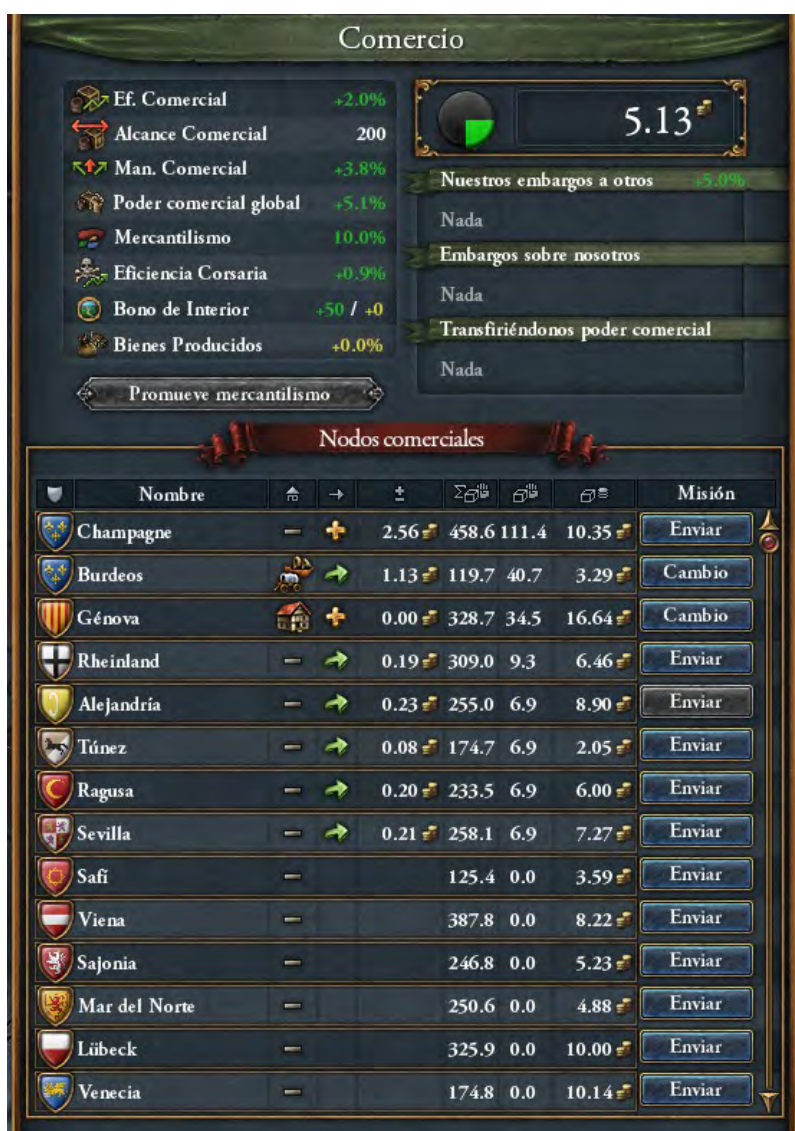 Comercio
Ef. Comercial +2.0%
Alcance Comercial 200
Man. Comercial +3.8%
Poder comercial global +5.1%
Mercantilismo 10.0%
Eficiencia Corsaria +0.9%
Bono de Interior +50 / +0
Bienes Producidos +0.0%
Promueve mercantilismo
5.13
Nuestros embargos a otros +5.0%
Nada
Embargos sobre nosotros
Nada
Transfiriéndonos poder comercial
Nada
Nodos comerciales
Nombre ± Σ Misión
Champagne 2.56 458.6 111.4 10.35 Enviar
Burdeos 1.13 119.7 40.7 3.29 Cambio
Génova 0.00 328.7 34.5 16.64 Cambio
Rheinland 0.19 309.0 9.3 6.46 Enviar
Alejandría 0.23 255.0 6.9 8.90 Enviar
Túnez 0.08 174.7 6.9 2.05 Enviar
Ragusa 0.20 233.5 6.9 6.00 Enviar
Sevilla 0.21 258.1 6.9 7.27 Enviar
Safí 125.4 0.0 3.59 Enviar
Viena 387.8 0.0 8.22 Enviar
Sajonia 246.8 0.0 5.23 Enviar
Mar del Norte 250.6 0.0 4.88 Enviar
Lübeck 325.9 0.0 10.00 Enviar
Venecia 174.8 0.0 10.14 Enviar